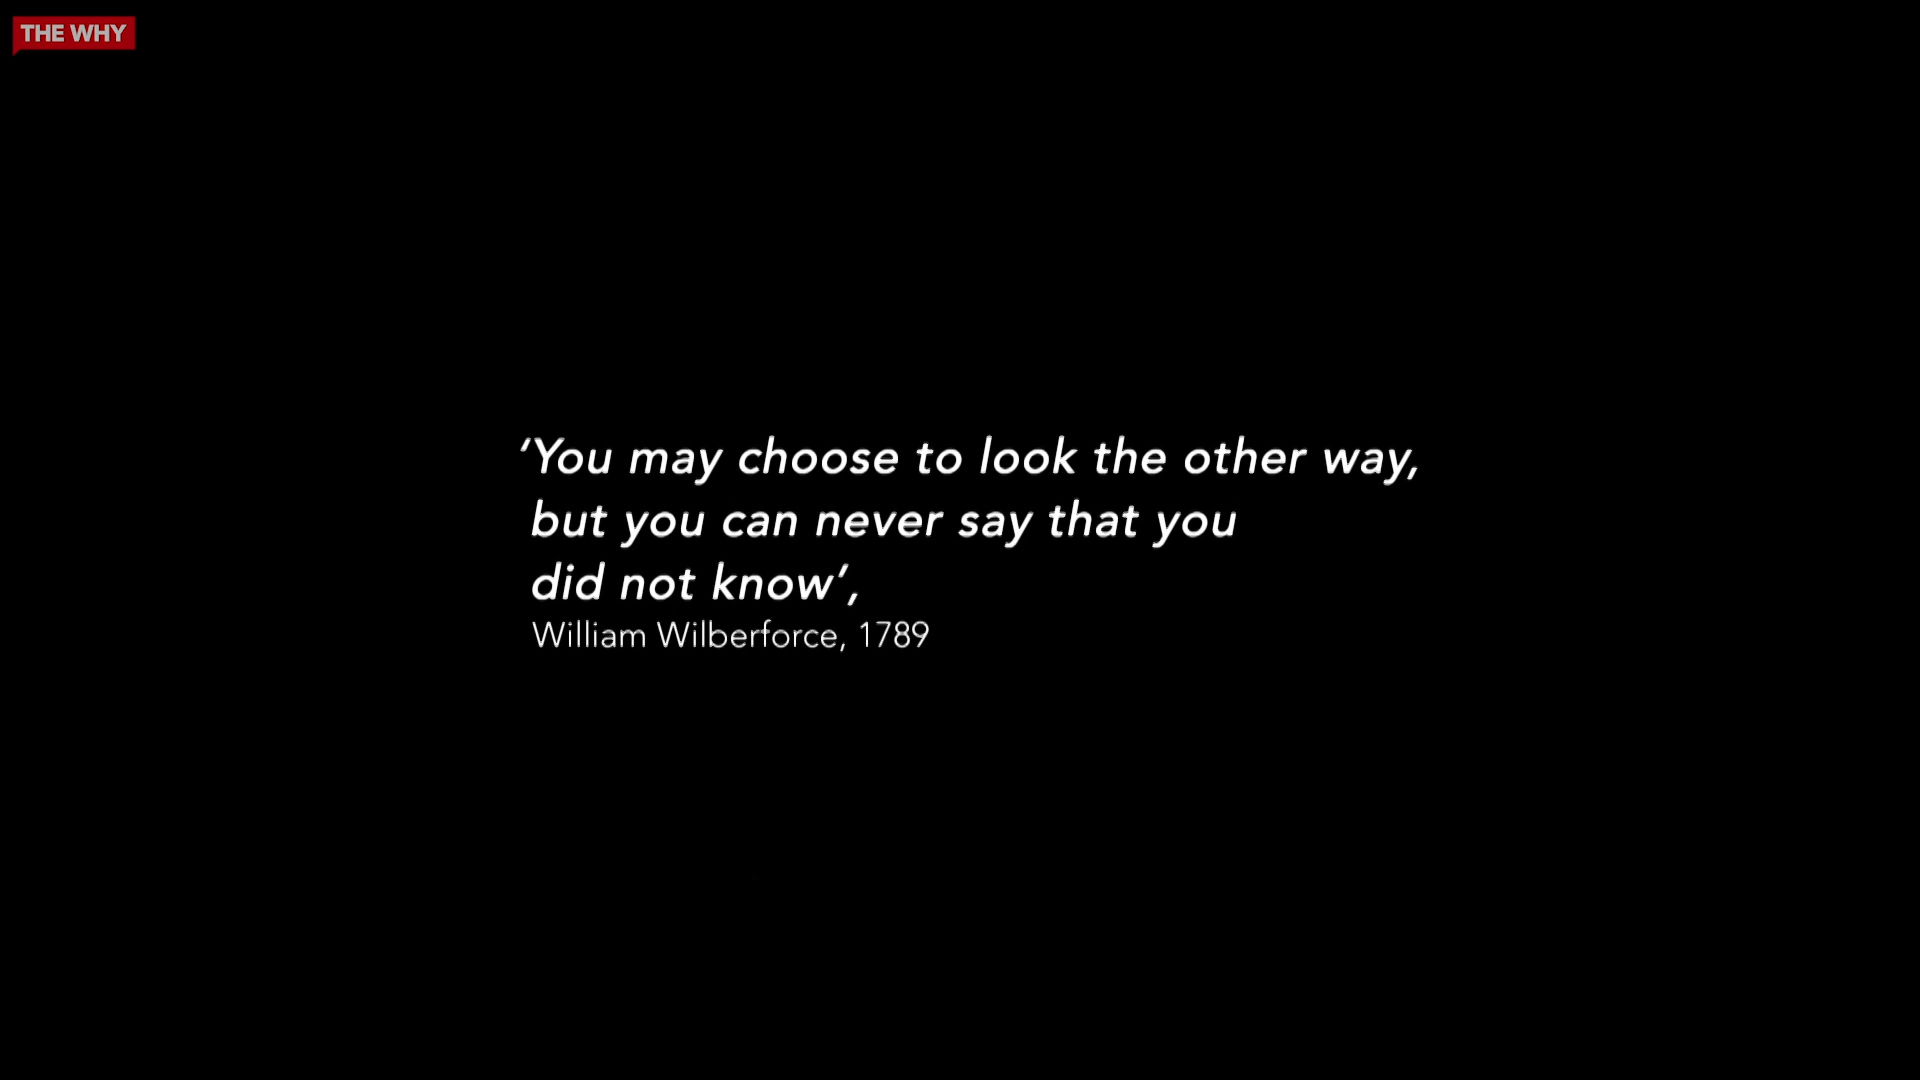 THE WHY
‘You may choose to look the other way,
but you can never say that you
did not know’,
William Wilberforce, 1789